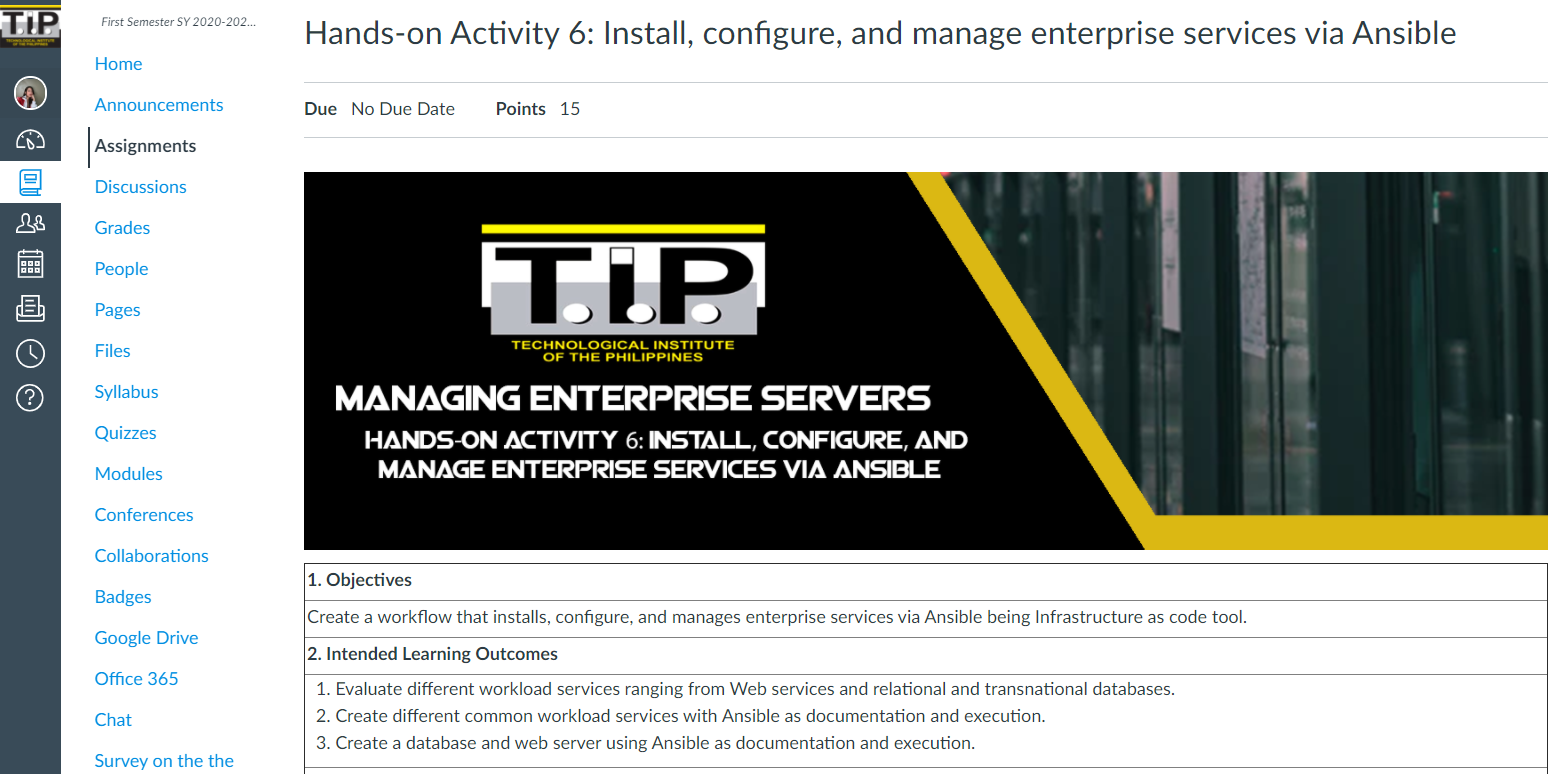 T.I.P.
TECHNOLOGICAL INSTITUTE
OF THE PHILIPPINES
First Semester SY 2020-202...
Home
Announcements
Assignments
Discussions
Grades
People
Pages
Files
Syllabus
Quizzes
Modules
Conferences
Collaborations
Badges
Google Drive
Office 365
Chat
Survey on the the
Hands-on Activity 6: Install, configure, and manage enterprise services via Ansible
Due No Due Date Points 15
T.I.P.
TECHNOLOGICAL INSTITUTE
OF THE PHILIPPINES
MANAGING ENTERPRISE SERVERS
HANDS-ON ACTIVITY 6: INSTALL, CONFIGURE, AND
MANAGE ENTERPRISE SERVICES VIA ANSIBLE
1. Objectives
Create a workflow that installs, configure, and manages enterprise services via Ansible being Infrastructure as code tool.
2. Intended Learning Outcomes
1. Evaluate different workload services ranging from Web services and relational and transnational databases.
2. Create different common workload services with Ansible as documentation and execution.
3. Create a database and web server using Ansible as documentation and execution.